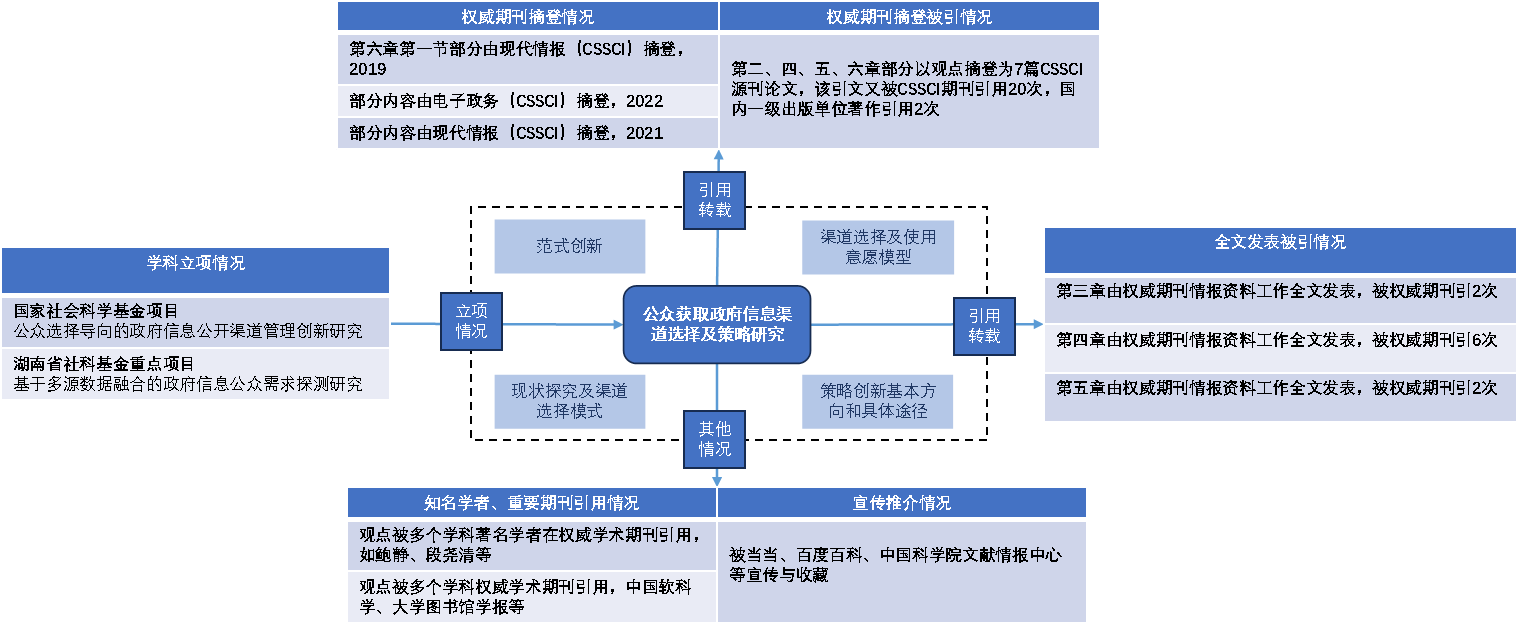 权威期刊摘登情况
权威期刊摘登被引情况
第六章第一节部分由现代情报（CSSCI）摘登，
2019
部分内容由电子政务（CSSCI）摘登，2022
部分内容由现代情报（CSSCI）摘登，2021
第二、四、五、六章部分以观点摘登为7篇CSSCI
源刊论文，该引文又被CSSCI期刊引用20次，国
内一级出版单位著作引用2次
引用
转载
范式创新
渠道选择及使用
意愿模型
学科立项情况
国家社会科学基金项目
公众选择导向的政府信息公开渠道管理创新研究
湖南省社科基金重点项目
基于多源数据融合的政府信息公众需求探测研究
立项
情况
公众获取政府信息渠
道选择及策略研究
引用
转载
全文发表被引情况
第三章由权威期刊情报资料工作全文发表，被权威期刊引2次
第四章由权威期刊情报资料工作全文发表，被权威期刊引6次
第五章由权威期刊情报资料工作全文发表，被权威期刊引2次
现状探究及渠道
选择模式
策略创新基本方
向和具体途径
其他
情况
知名学者、重要期刊引用情况
宣传推介情况
观点被多个学科著名学者在权威学术期刊引用，
如鲍静、段尧清等
观点被多个学科权威学术期刊引用，中国软科
学、大学图书馆学报等
被当当、百度百科、中国科学院文献情报中心
等宣传与收藏